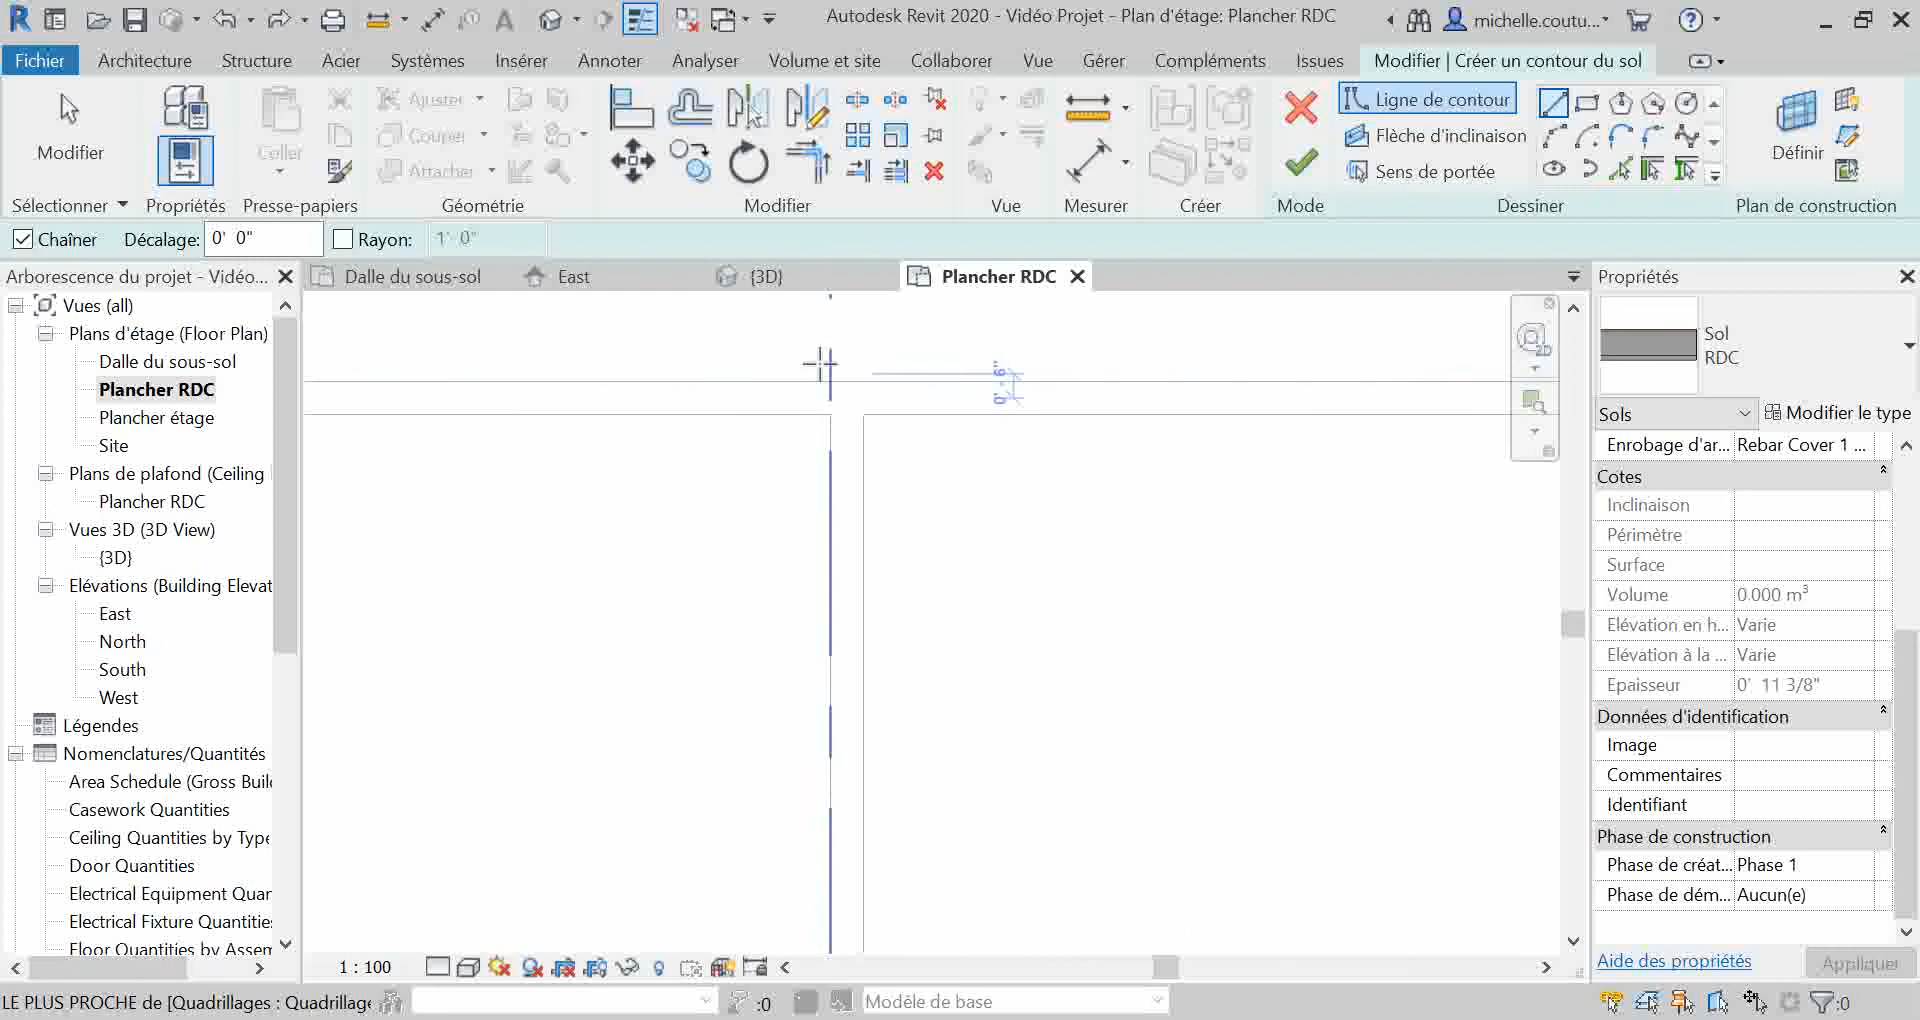 Autodesk Revit 2020 - Vidéo Projet - Plan d'étage: Plancher RDC
michelle.coutu...
Fichier Architecture Structure Acier Systèmes Insérer Annoter Analyser Volume et site Collaborer Vue Gérer Compléments Issues Modifier | Créer un contour du sol
Modifier
Coller
Ajuster
Couper
Attacher
Ligne de contour
Flèche d'inclinaison
Sens de portée
Définir
Sélectionner Propriétés Presse-papiers Géométrie Modifier Vue Mesurer Créer Mode Dessiner Plan de construction
Chaîner Décalage: 0' 0" Rayon: 1' 0"
Arborescence du projet - Vidéo...
Dalle du sous-sol East {3D} Plancher RDC
Propriétés
Vues (all)
Plans d'étage (Floor Plan)
Dalle du sous-sol
Plancher RDC
Plancher étage
Site
Plans de plafond (Ceiling
Plancher RDC
Vues 3D (3D View)
{3D}
Elévations (Building Elevat
East
North
South
West
Légendes
Nomenclatures/Quantités
Area Schedule (Gross Buil
Casework Quantities
Ceiling Quantities by Type
Door Quantities
Electrical Equipment Quar
Electrical Fixture Quantitie
Floor Quantities by Assem
0' - 6"
2D
Sol
RDC
Sols Modifier le type
Enrobage d'ar... Rebar Cover 1 ...
Cotes
Inclinaison
Périmètre
Surface
Volume 0.000 m³
Elévation en h... Varie
Elévation à la ... Varie
Epaisseur 0' 11 3/8"
Données d'identification
Image
Commentaires
Identifiant
Phase de construction
Phase de créat... Phase 1
Phase de dém... Aucun(e)
Aide des propriétés Appliquer
1 : 100
LE PLUS PROCHE de [Quadrillages : Quadrillage
:0
Modèle de base
:0